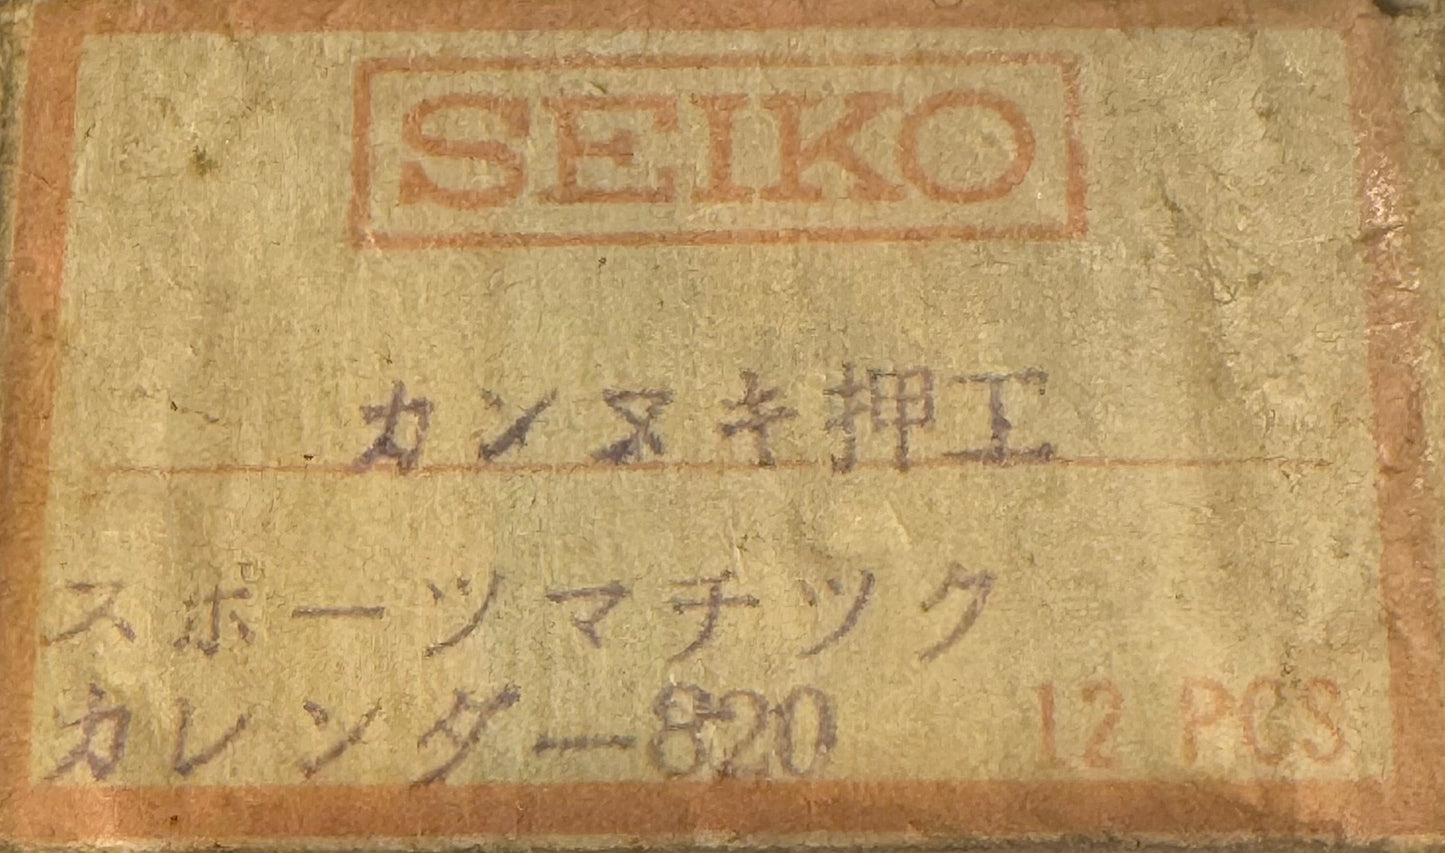 SEIKO
カンヌキ押工
スポーツマチツク
カレンダー820
12 PCS